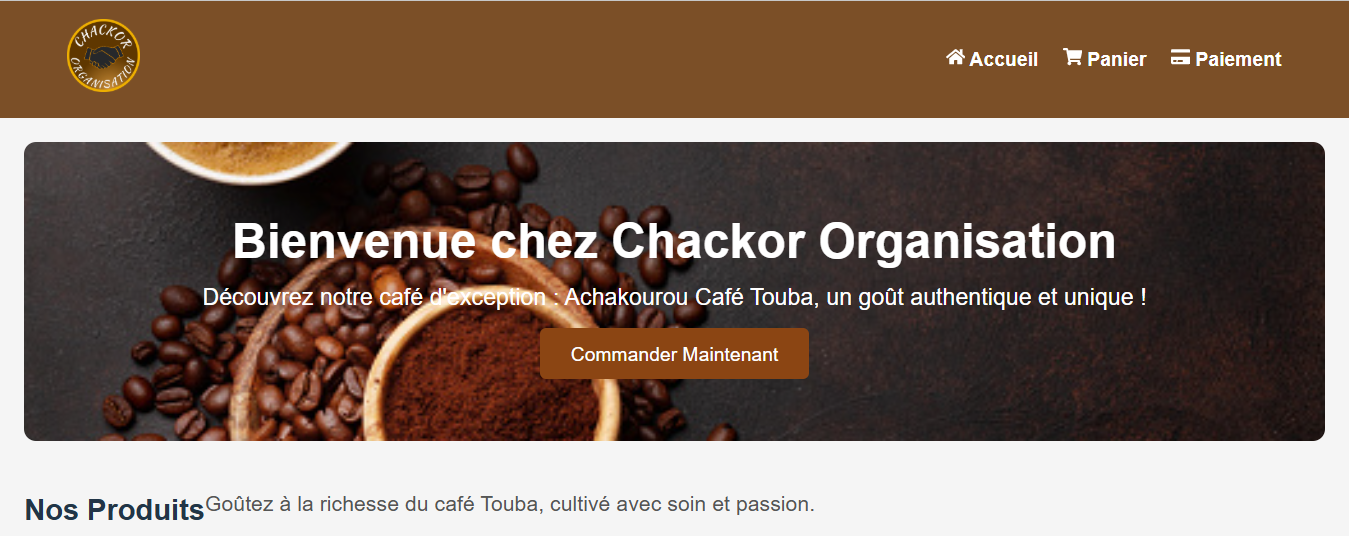 CHACKOR
ORGANISATION
Accueil Panier Paiement
Bienvenue chez Chackor Organisation
Découvrez notre café d'exception : Achakourou Café Touba, un goût authentique et unique !
Commander Maintenant
Nos Produits Goûtez à la richesse du café Touba, cultivé avec soin et passion.